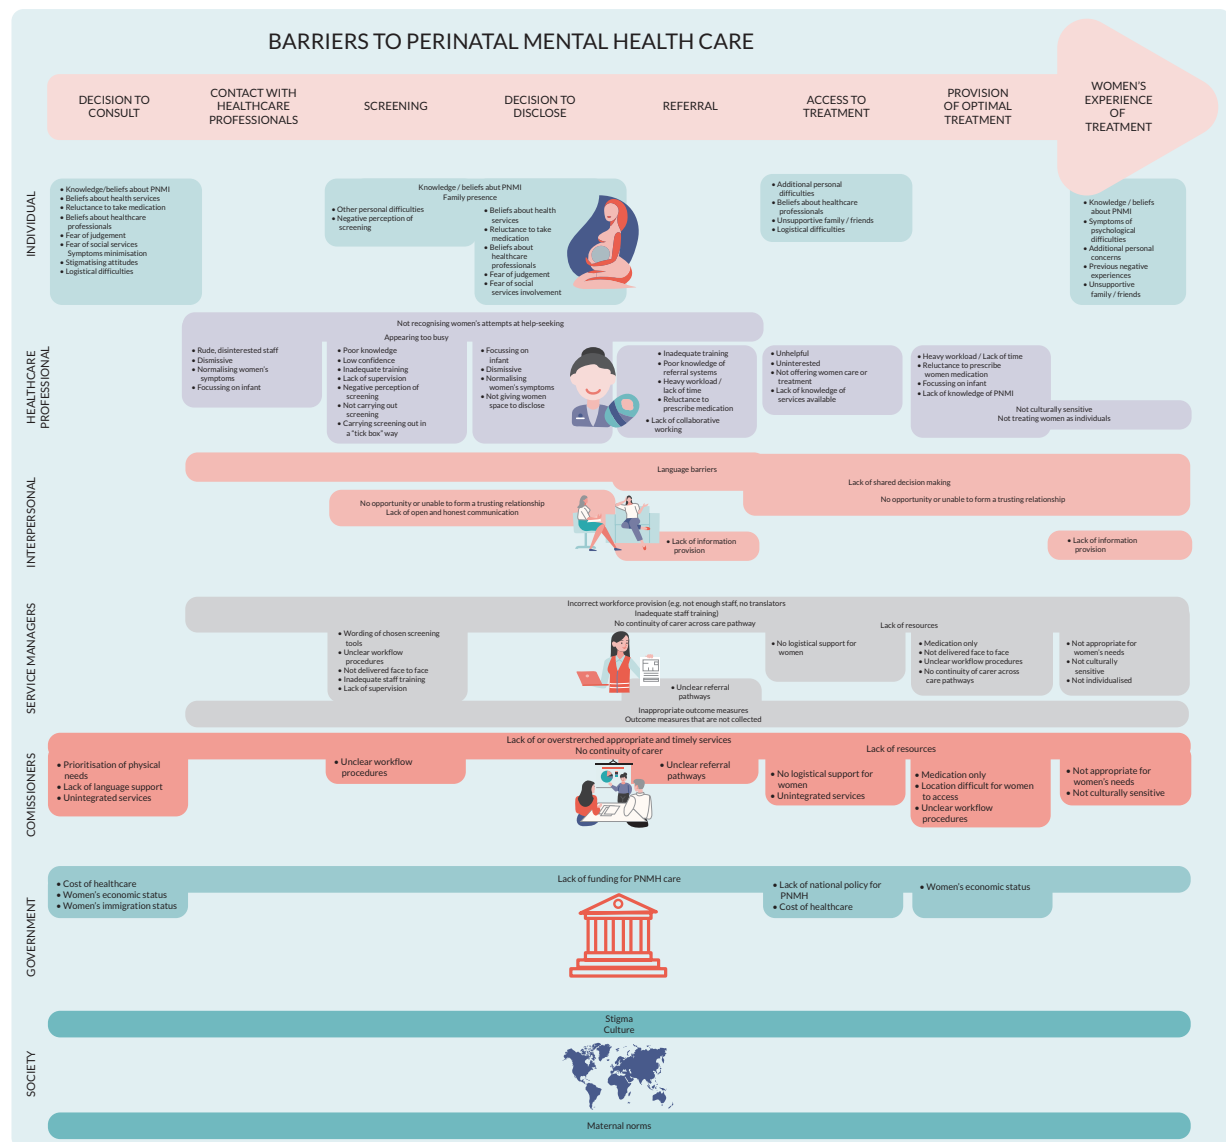 BARRIERS TO PERINATAL MENTAL HEALTH CARE
DECISION TO
CONSULT
CONTACT WITH
HEALTHCARE
PROFESSIONALS
SCREENING
DECISION TO
DISCLOSE
REFERRAL
ACCESS TO
TREATMENT
PROVISION
OF OPTIMAL
TREATMENT
WOMEN'S
EXPERIENCE
OF
TREATMENT
INDIVIDUAL
• Knowledge/beliefs about PNMI
• Beliefs about health services
• Reluctance to take medication
• Beliefs about healthcare
professionals
• Fear of judgement
• Fear of social services
Symptoms minimisation
• Stigmatising attitudes
• Logistical difficulties
Knowledge / beliefs abput PNMI
Family presence
• Other personal difficulties
• Negative perception of
screening
• Beliefs about health
services
• Reluctance to take
medication
• Beliefs about
healthcare
professionals
• Fear of judgement
• Fear of social
services involvement
• Additional personal
difficulties
• Beliefs about healthcare
professionals
• Unsupportive family / friends
• Logistical difficulties
• Knowledge / beliefs
about PNMI
• Symptoms of
psychological
difficulties
• Additional personal
concerns
• Previous negative
experiences
• Unsupportive
family / friends
HEALTHCARE
PROFESSIONAL
Not recognising women's attempts at help-seeking
Appearing too busy
• Rude, disinterested staff
• Dismissive
• Normalising women's
symptoms
• Focussing on infant
• Poor knowledge
• Low confidence
• Inadequate training
• Lack of supervision
• Negative perception of
screening
• Not carrying out
screening
• Carrying screening out in
a "tick box" way
• Focussing on
infant
• Dismissive
• Normalising
women's symptoms
• Not giving women
space to disclose
• Inadequate training
• Poor knowledge of
referral systems
• Heavy workload /
lack of time
• Reluctance to
prescribe medication
• Lack of collaborative
working
• Unhelpful
• Uninterested
• Not offering women care or
treatment
• Lack of knowledge of
services available
• Heavy workload / Lack of time
• Reluctance to prescribe
women medication
• Focussing on infant
• Lack of knowledge of PNMI
Not culturally sensitive
Not treating women as individuals
INTERPERSONAL
Language barriers
Lack of shared decision making
No opportunity or unable to form a trusting relationship
No opportunity or unable to form a trusting relationship
Lack of open and honest communication
• Lack of information
provision
• Lack of information
provision
SERVICE MANAGERS
Incorrect workforce provision (e.g. not enough staff, no translators
Inadequate staff training)
No continuity of carer across care pathway
Lack of resources
• Wording of chosen screening
tools
• Unclear workflow
procedures
• Not delivered face to face
• Inadequate staff training
• Lack of supervision
• Unclear referral
pathways
• No logistical support for
women
• Medication only
• Not delivered face to face
• Unclear workflow procedures
• No continuity of carer across
care pathways
• Not appropriate for
women's needs
• Not culturally
sensitive
• Not individualised
Inappropriate outcome measures
Outcome measures that are not collected
COMISSIONERS
Lack of or overstrerched appropriate and timely services
No continuity of carer
Lack of resources
• Prioritisation of physical
needs
• Lack of language support
• Unintegrated services
• Unclear workflow
procedures
• Unclear referral
pathways
• No logistical support for
women
• Unintegrated services
• Medication only
• Location difficult for women
to access
• Unclear workflow
procedures
• Not appropriate for
women's needs
• Not culturally sensitive
GOVERNMENT
Lack of funding for PNMH care
• Cost of healthcare
• Women's economic status
• Women's immigration status
• Lack of national policy for
PNMH
• Cost of healthcare
• Women's economic status
SOCIETY
Stigma
Culture
Maternal norms